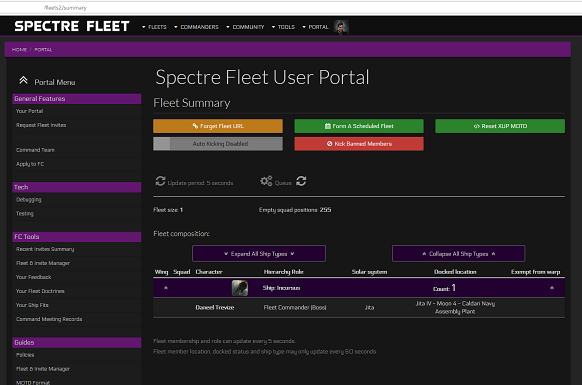 /fleets2/summary
SPECTRE FLEET
FLEETS COMMANDERS COMMUNITY TOOLS PORTAL
HOME / PORTAL
Portal Menu
General Features
Your Portal
Request Fleet Invites
Command Team
Apply to FC
Tech
Debugging
Testing
FC Tools
Recent Invites Summary
Fleet & Invite Manager
Your Feedback
Your Fleet Doctrines
Your Ship Fits
Command Meeting Records
Guides
Policies
Fleet & Invite Manager
MOTD Format
Spectre Fleet User Portal
Fleet Summary
Forget Fleet URL
Form A Scheduled Fleet
Reset XUP MOTD
Auto Kicking Disabled
Kick Banned Members
Update period: 5 seconds
Queue
Fleet size: 1
Empty squad positions: 255
Fleet composition:
Expand All Ship Types
Collapse All Ship Types
Wing Squad Character Hierarchy Role Solar system Docked location Exempt from warp
Ship: Incursus Count: 1
Daneel Trevize Fleet Commander (Boss) Jita Jita IV - Moon 4 - Caldari Navy
Assembly Plant
Fleet membership and role can update every 5 seconds.
Fleet member location, docked status and ship type may only update every 60 seconds